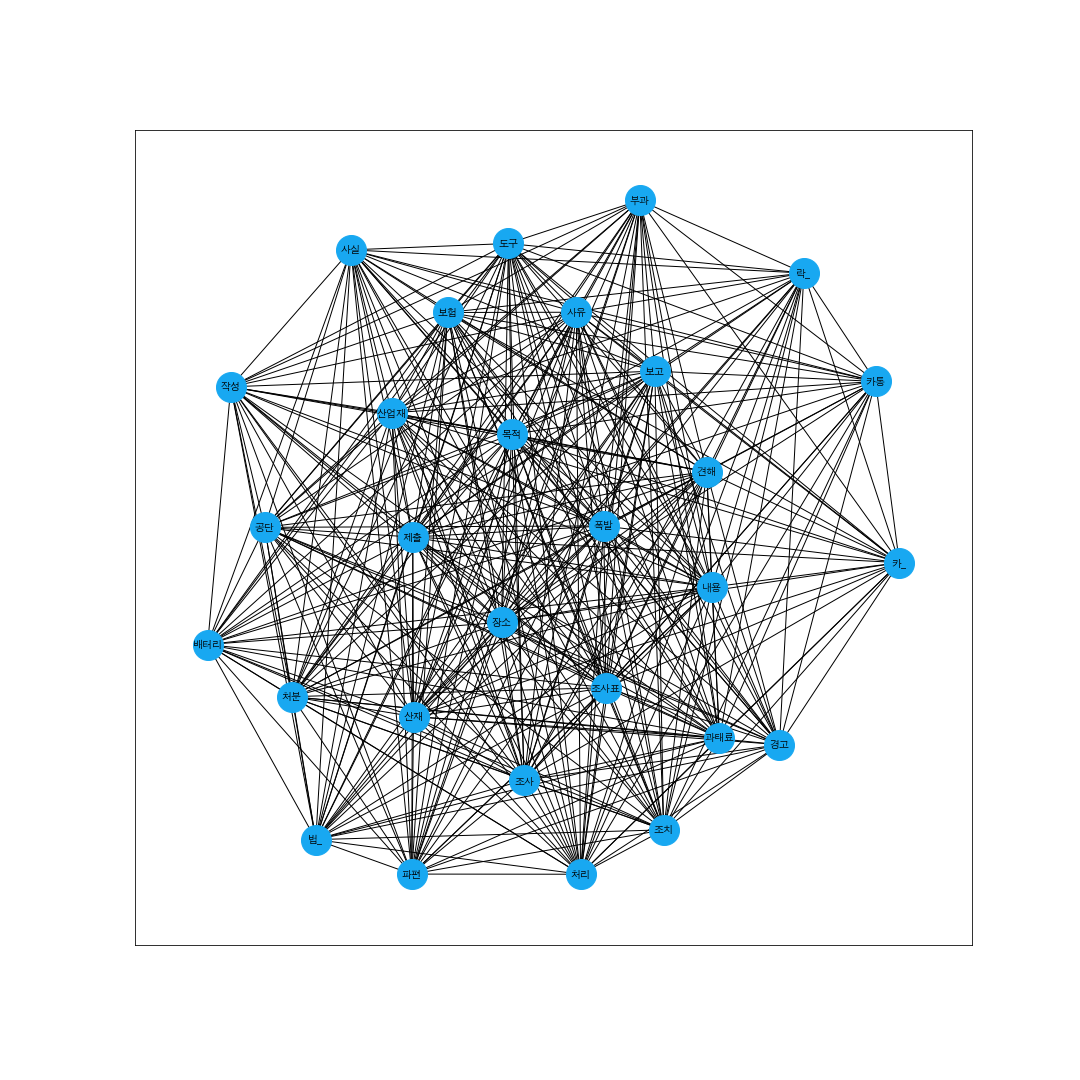 부과
도구
사실
락_
보험
사유
보고
카톡
작성
산업재
목적
견해
폭발
공단
제출
카_
내용
장소
배터리
조사표
처분
산재
과태료
경고
조사
조치
범_
파편
처리